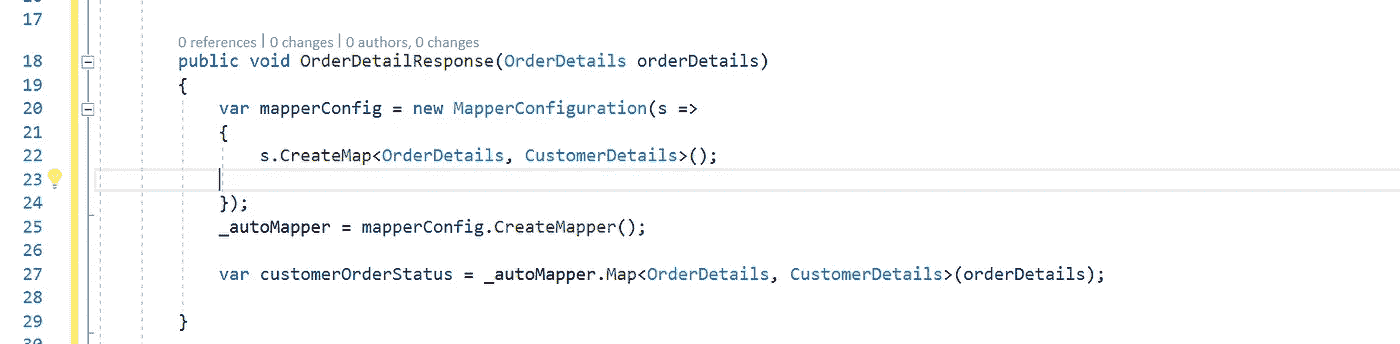 17
0 references | 0 changes | 0 authors, 0 changes
18 public void OrderDetailResponse(OrderDetails orderDetails)
19 {
20 var mapperConfig = new MapperConfiguration(s =>
21 {
22 s.CreateMap<OrderDetails, CustomerDetails>();
23
24 });
25 _autoMapper = mapperConfig.CreateMapper();
26
27 var customerOrderStatus = _autoMapper.Map<OrderDetails, CustomerDetails>(orderDetails);
28
29 }